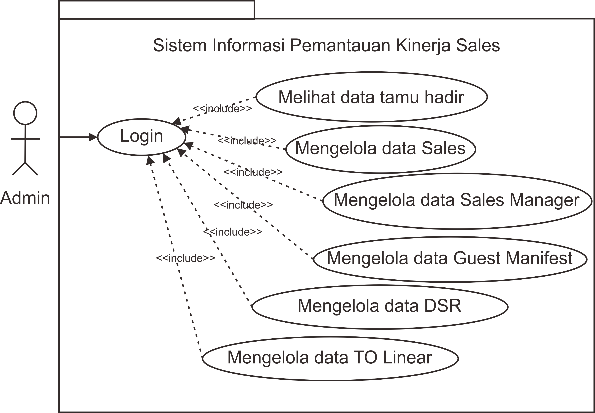 Sistem Informasi Pemantauan Kinerja Sales
Melihat data tamu hadir
<<include>>
Login
Mengelola data Sales
<<include>>
<<include>>
Admin
Mengelola data Sales Manager
<<include>>
<<include>>
Mengelola data Guest Manifest
<<include>>
Mengelola data DSR
Mengelola data TO Linear